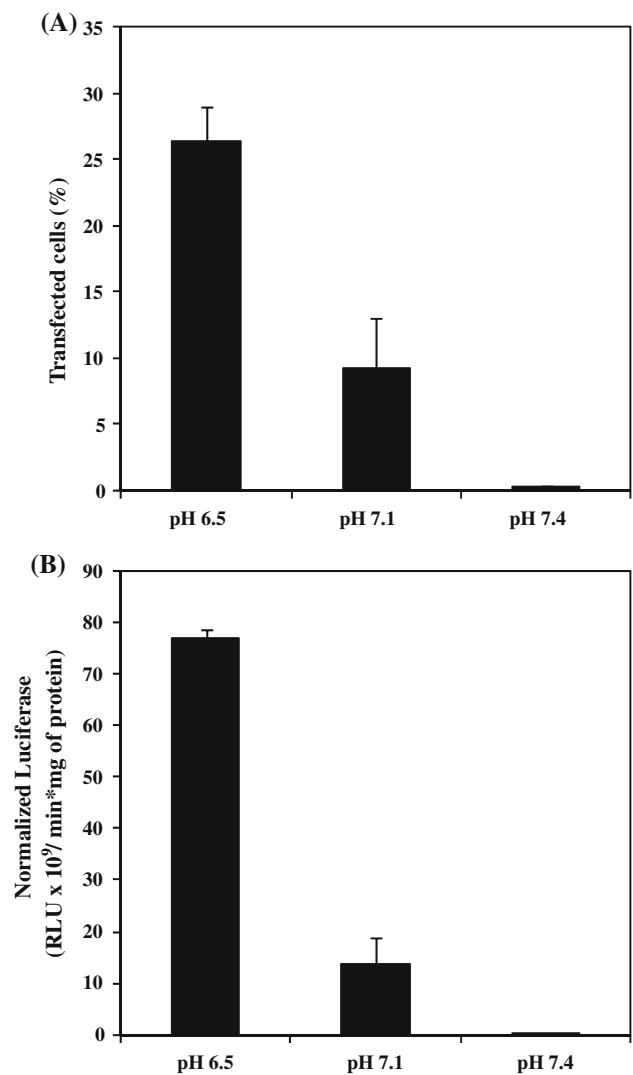 (A)
35
30
25
20
15
10
5
0
Transfected cells (%)
pH 6.5 pH 7.1 pH 7.4
(B)
90
80
70
60
50
40
30
20
10
0
Normalized Luciferase
(RLU x 10⁹/ min*mg of protein)
pH 6.5 pH 7.1 pH 7.4